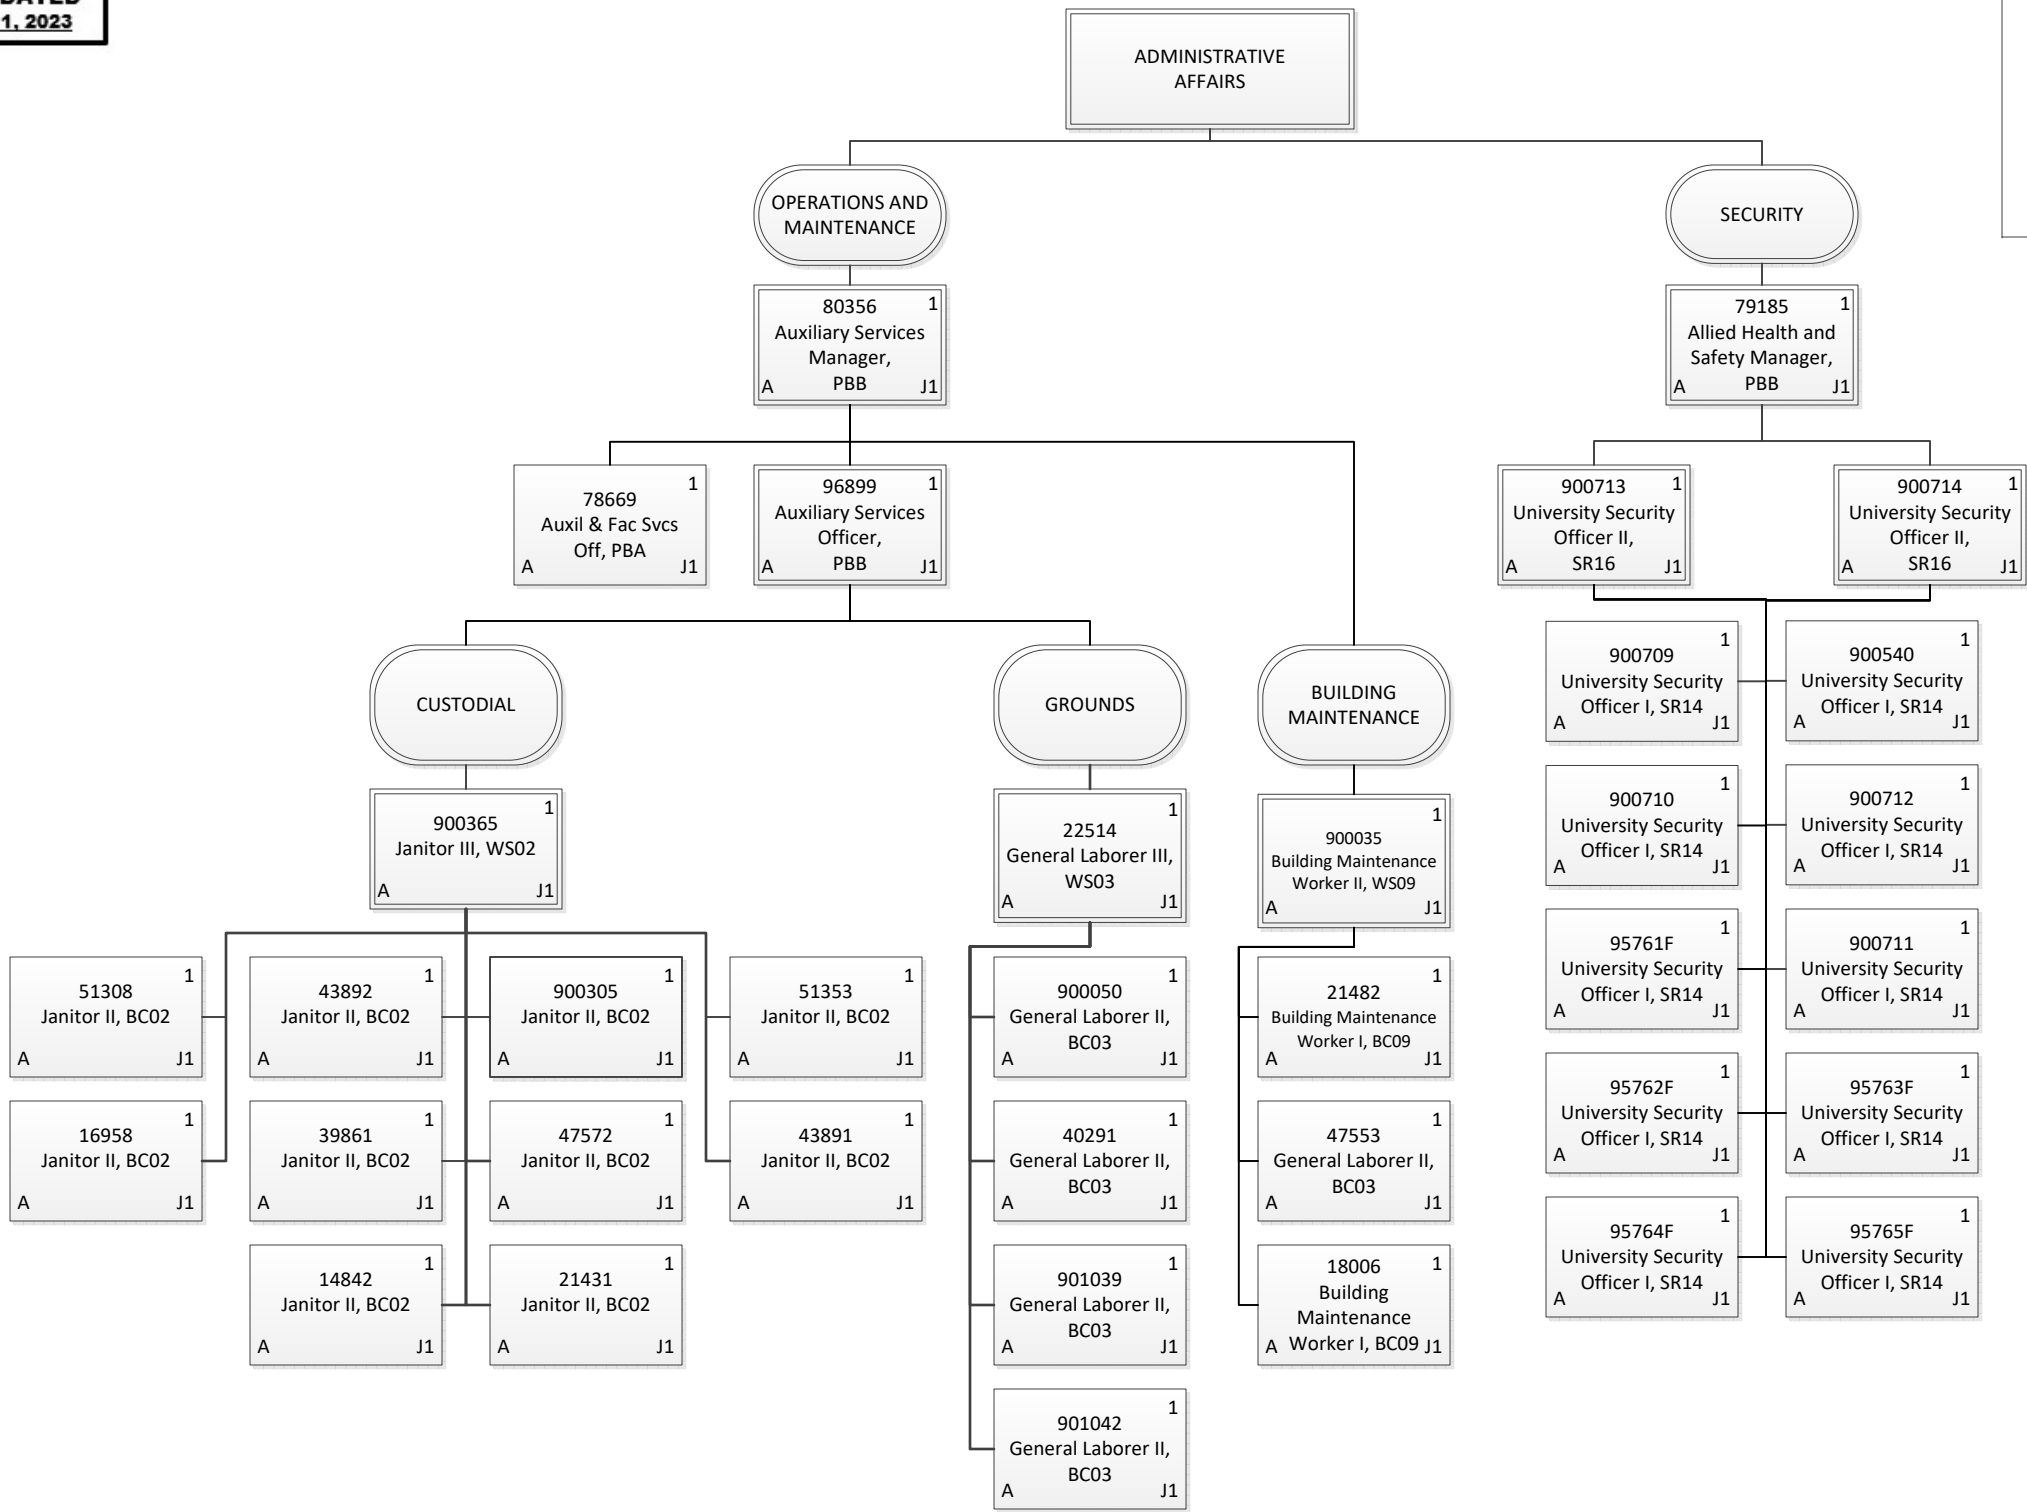 1, 2023
ADMINISTRATIVE
AFFAIRS
OPERATIONS AND
MAINTENANCE
SECURITY
80356 1
Auxiliary Services
Manager,
PBB
A J1
79185 1
Allied Health and
Safety Manager,
PBB
A J1
78669 1
Auxil & Fac Svcs
Off, PBA
A J1
96899 1
Auxiliary Services
Officer,
PBB
A J1
900713 1
University Security
Officer II,
SR16
A J1
900714 1
University Security
Officer II,
SR16
A J1
CUSTODIAL
GROUNDS
BUILDING
MAINTENANCE
900365 1
Janitor III, WS02
A J1
22514 1
General Laborer III,
WS03
A J1
900035 1
Building Maintenance
Worker II, WS09
A J1
51308 1
Janitor II, BC02
A J1
43892 1
Janitor II, BC02
A J1
900305 1
Janitor II, BC02
A J1
51353 1
Janitor II, BC02
A J1
16958 1
Janitor II, BC02
A J1
39861 1
Janitor II, BC02
A J1
47572 1
Janitor II, BC02
A J1
43891 1
Janitor II, BC02
A J1
14842 1
Janitor II, BC02
A J1
21431 1
Janitor II, BC02
A J1
900050 1
General Laborer II,
BC03
A J1
40291 1
General Laborer II,
BC03
A J1
901039 1
General Laborer II,
BC03
A J1
901042 1
General Laborer II,
BC03
A J1
21482 1
Building Maintenance
Worker I, BC09
A J1
47553 1
General Laborer II,
BC03
A J1
18006 1
Building
Maintenance
A Worker I, BC09 J1
900709 1
University Security
Officer I, SR14
A J1
900540 1
University Security
Officer I, SR14
A J1
900710 1
University Security
Officer I, SR14
A J1
900712 1
University Security
Officer I, SR14
A J1
95761F 1
University Security
Officer I, SR14
A J1
900711 1
University Security
Officer I, SR14
A J1
95762F 1
University Security
Officer I, SR14
A J1
95763F 1
University Security
Officer I, SR14
A J1
95764F 1
University Security
Officer I, SR14
A J1
95765F 1
University Security
Officer I, SR14
A J1